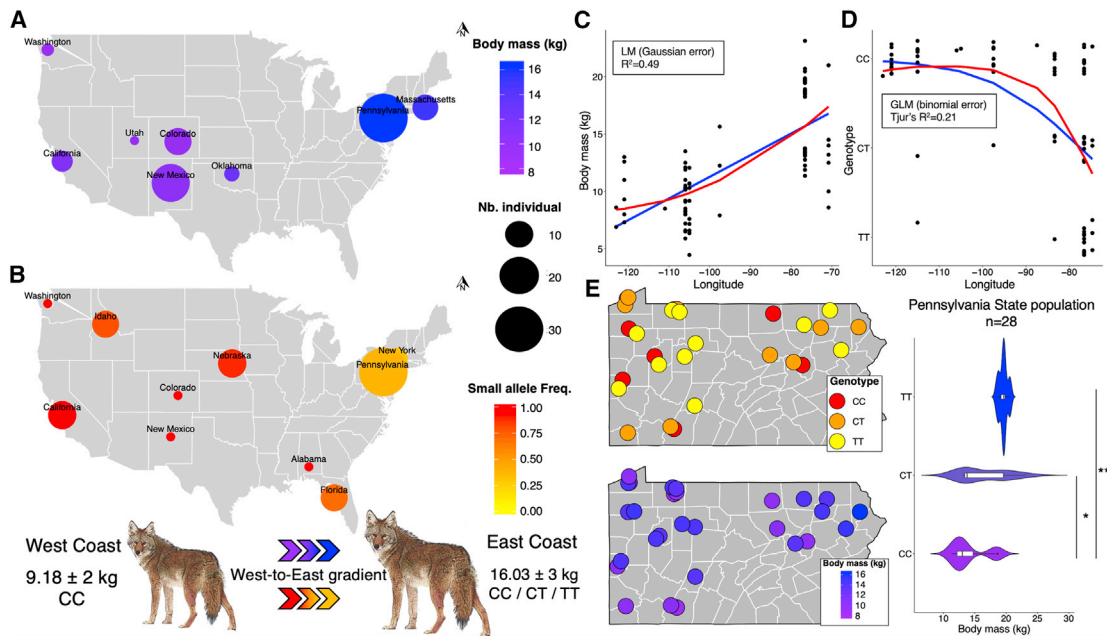 A
Washington
Utah
Colorado
California
New Mexico
Oklahoma
Pennsylvania
Massachusetts
Body mass (kg)
16
14
12
10
8
Nb. individual
10
20
30
B
Washington
Idaho
Nebraska
New York
Pennsylvania
Colorado
California
New Mexico
Alabama
Florida
Small allele Freq.
1.00
0.75
0.50
0.25
0.00
West Coast
9.18 ± 2 kg
CC
West-to-East gradient
East Coast
16.03 ± 3 kg
CC / CT / TT
C
LM (Gaussian error)
R²=0.49
Body mass (kg)
20
15
10
5
−120
−110
−100
−90
−80
−70
Longitude
D
GLM (binomial error)
Tjur's R²=0.21
Genotype
CC
CT
TT
−120
−110
−100
−90
−80
Longitude
E
Genotype
CC
CT
TT
Body mass (kg)
16
14
12
10
8
Pennsylvania State population
n=28
TT
CT
CC
**
*
10
15
20
25
30
Body mass (kg)